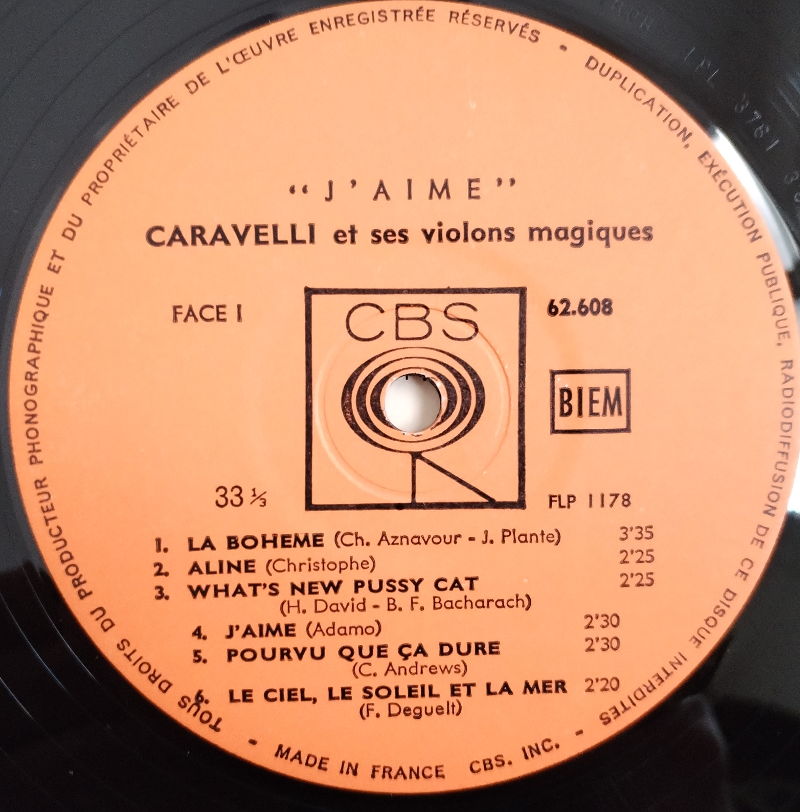 TOUS DROITS DU PRODUCTEUR PHONOGRAPHIQUE ET DU PROPRIÉTAIRE DE L'ŒUVRE ENREGISTRÉE RÉSERVÉS - DUPLICATION, EXÉCUTION PUBLIQUE, RADIODIFFUSION DE CE DISQUE INTERDITES
“J’AIME”
CARAVELLI et ses violons magiques
FACE I
CBS
62.608
BIEM
33 ⅓
FLP 1178
1. LA BOHEME (Ch. Aznavour - J. Plante) 3'35
2. ALINE (Christophe) 2'25
3. WHAT'S NEW PUSSY CAT 2'25
(H. David - B. F. Bacharach)
4. J'AIME (Adamo) 2'30
5. POURVU QUE ÇA DURE 2'30
(C. Andrews)
6. LE CIEL, LE SOLEIL ET LA MER 2'20
(F. Deguelt)
- MADE IN FRANCE CBS. INC. -